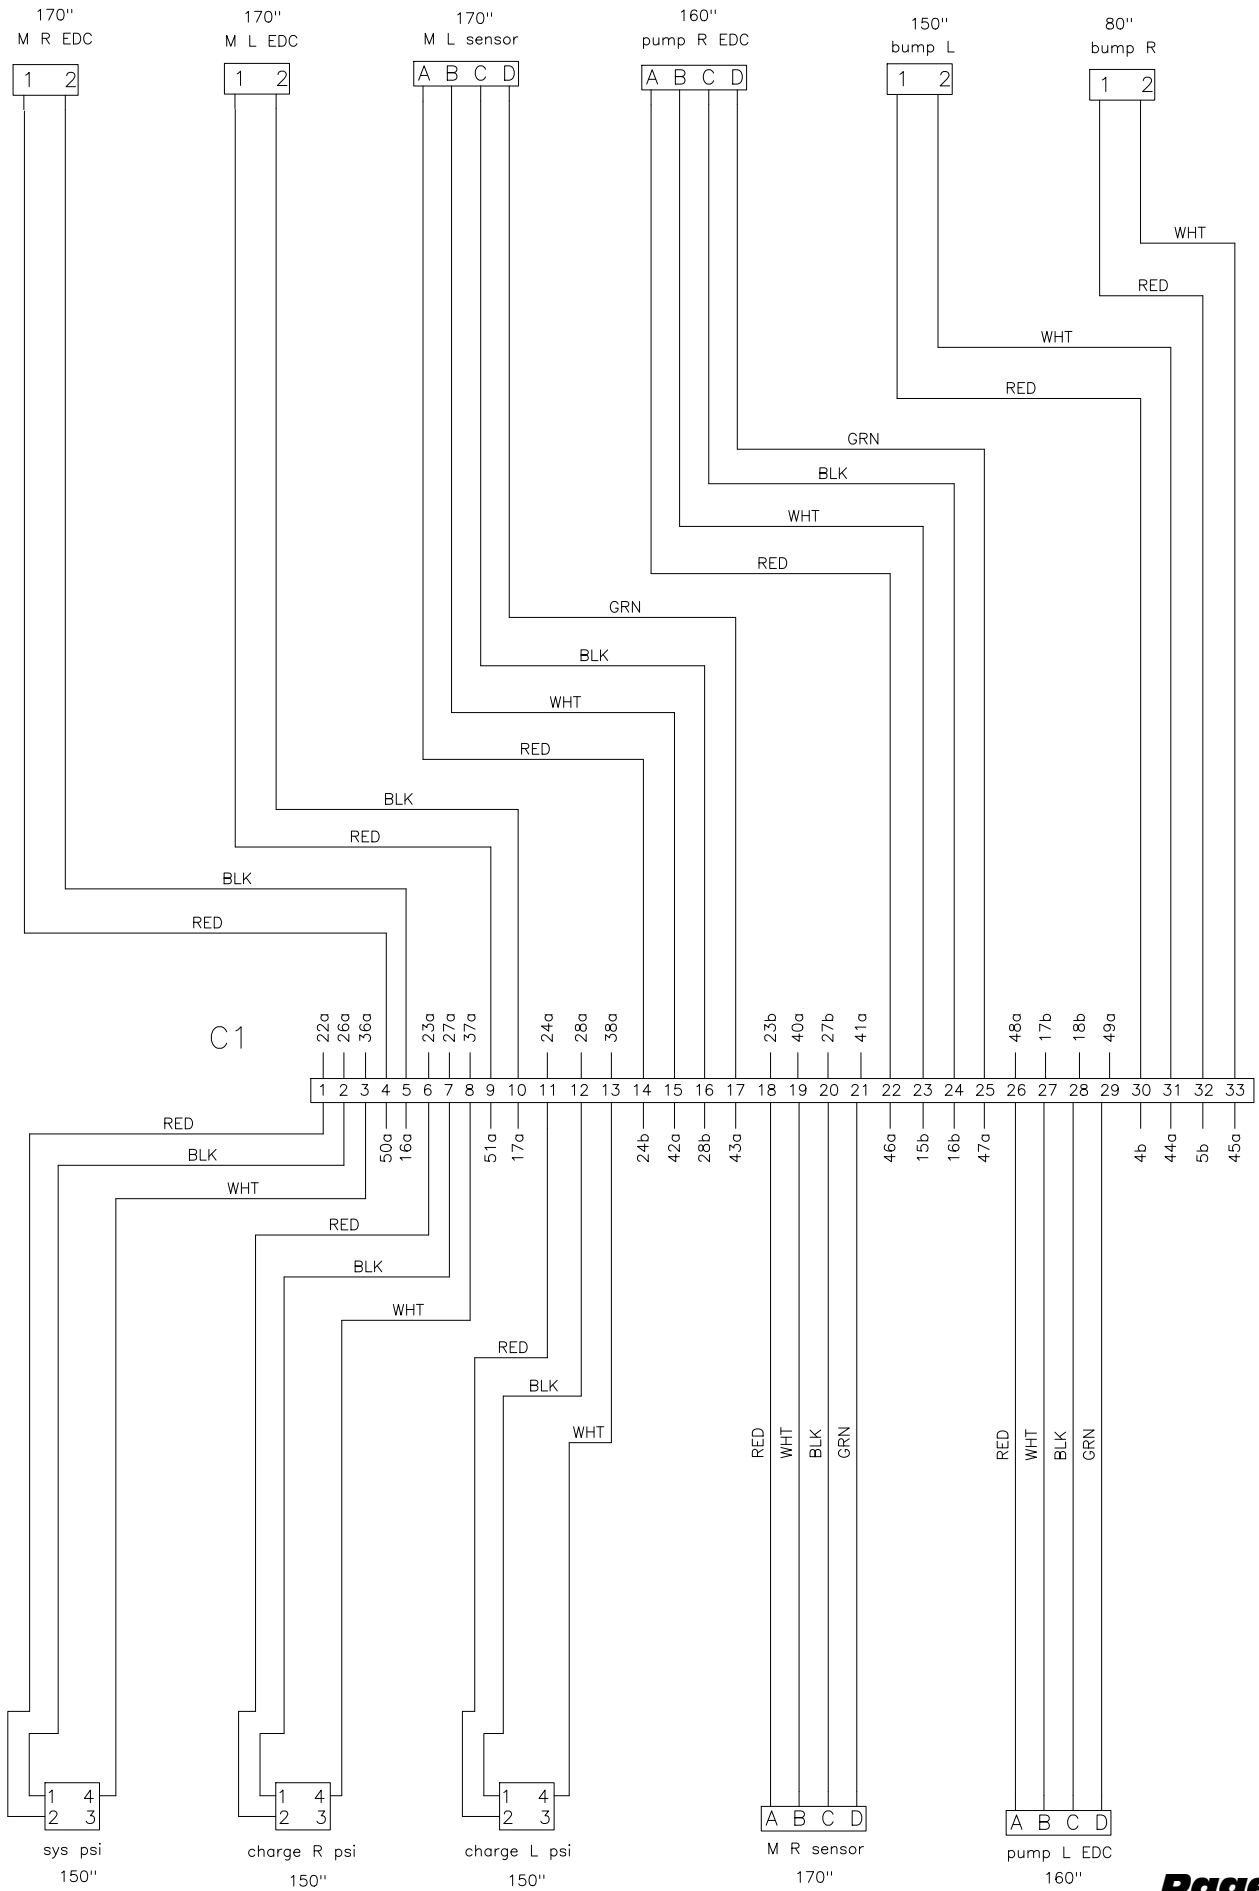 170" 170" 170" 160" 150" 80"
M R EDC M L EDC M L sensor pump R EDC bump L bump R
1 2 1 2 A B C D A B C D 1 2 1 2
WHT
RED
WHT
RED
GRN
BLK
WHT
RED
GRN
BLK
WHT
RED
BLK
RED
BLK
RED
C1
22a 26a 36a 23a 27a 37a 24a 28a 38a 23b 40a 27b 41a 48a 17b 18b 49a
1 2 3 4 5 6 7 8 9 10 11 12 13 14 15 16 17 18 19 20 21 22 23 24 25 26 27 28 29 30 31 32 33
50a 16a 51a 17a 24b 42a 28b 43a 46a 15b 16b 47a 4b 44a 5b 45a
RED
BLK
WHT
RED
BLK
WHT
RED
BLK
WHT
RED WHT BLK GRN RED WHT BLK GRN
1 4 1 4 1 4
2 3 2 3 2 3
A B C D A B C D
sys psi charge R psi charge L psi M R sensor pump L EDC
150" 150" 150" 170" 160"